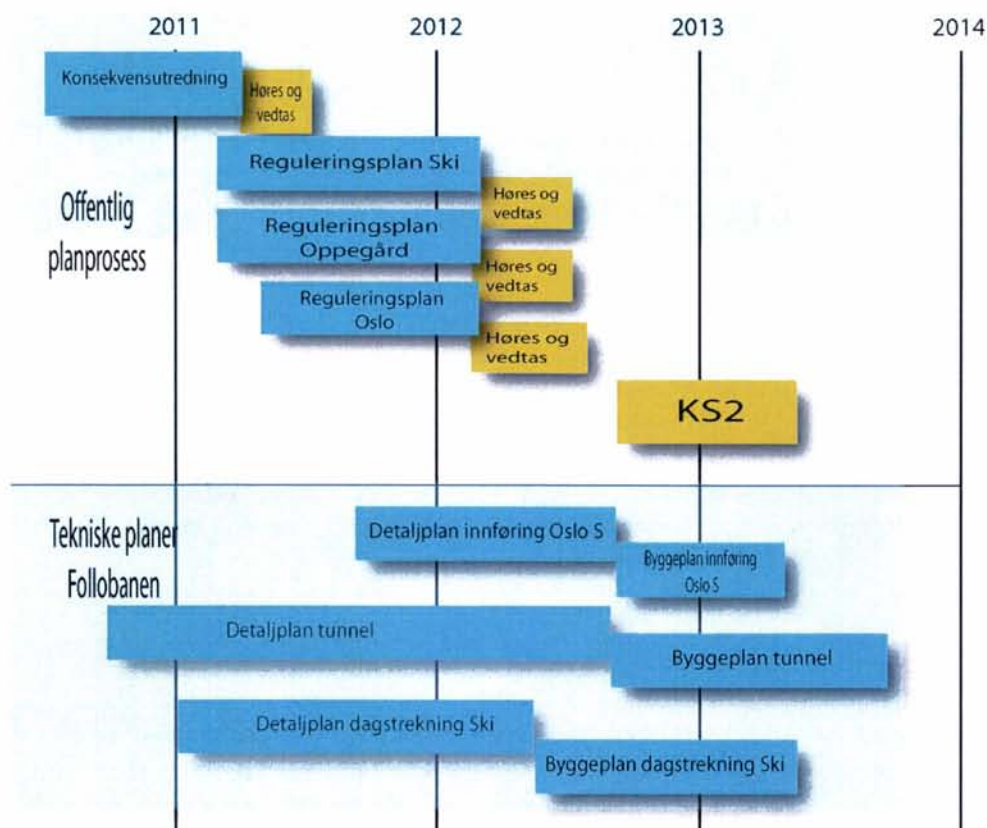 2011 2012 2013 2014
Konsekvensutredning
Høres og
vedtas
Reguleringsplan Ski
Høres og
vedtas
Offentlig
planprosess
Reguleringsplan
Oppegård
Høres og
vedtas
Reguleringsplan
Oslo
Høres og
vedtas
KS2
Tekniske planer
Follobanen
Detaljplan innføring Oslo S
Byggeplan innføring
Oslo S
Detaljplan tunnel
Byggeplan tunnel
Detaljplan dagstrekning Ski
Byggeplan dagstrekning Ski